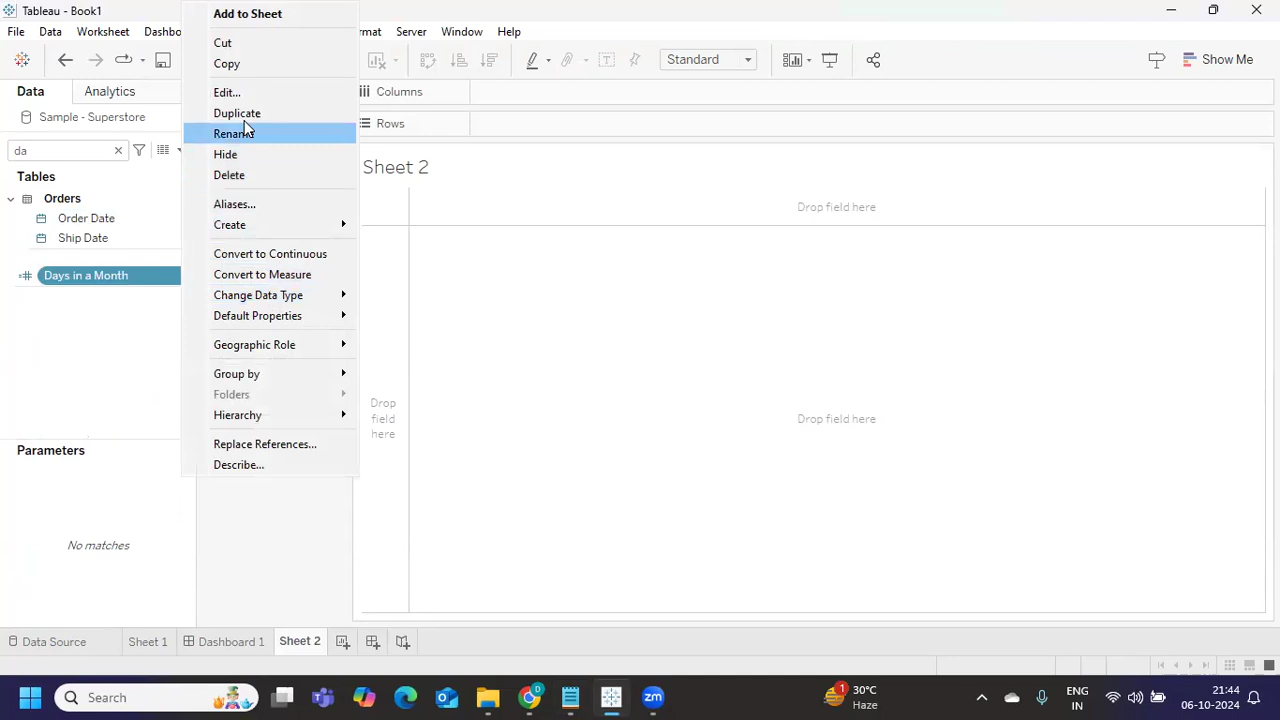 Tableau - Book1
File Data Worksheet Dashbo
rmat Server Window Help
Standard
Show Me
Data
Analytics
Sample - Superstore
da
Tables
Orders
Order Date
Ship Date
Days in a Month
Parameters
No matches
Add to Sheet
Cut
Copy
Edit...
Duplicate
Rename
Hide
Delete
Aliases...
Create
Convert to Continuous
Convert to Measure
Change Data Type
Default Properties
Geographic Role
Group by
Folders
Hierarchy
Replace References...
Describe...
Columns
Rows
Sheet 2
Drop field here
Drop
field
here
Drop field here
Data Source
Sheet 1
Dashboard 1
Sheet 2
Search
1
30°C
Haze
ENG
IN
21:44
06-10-2024